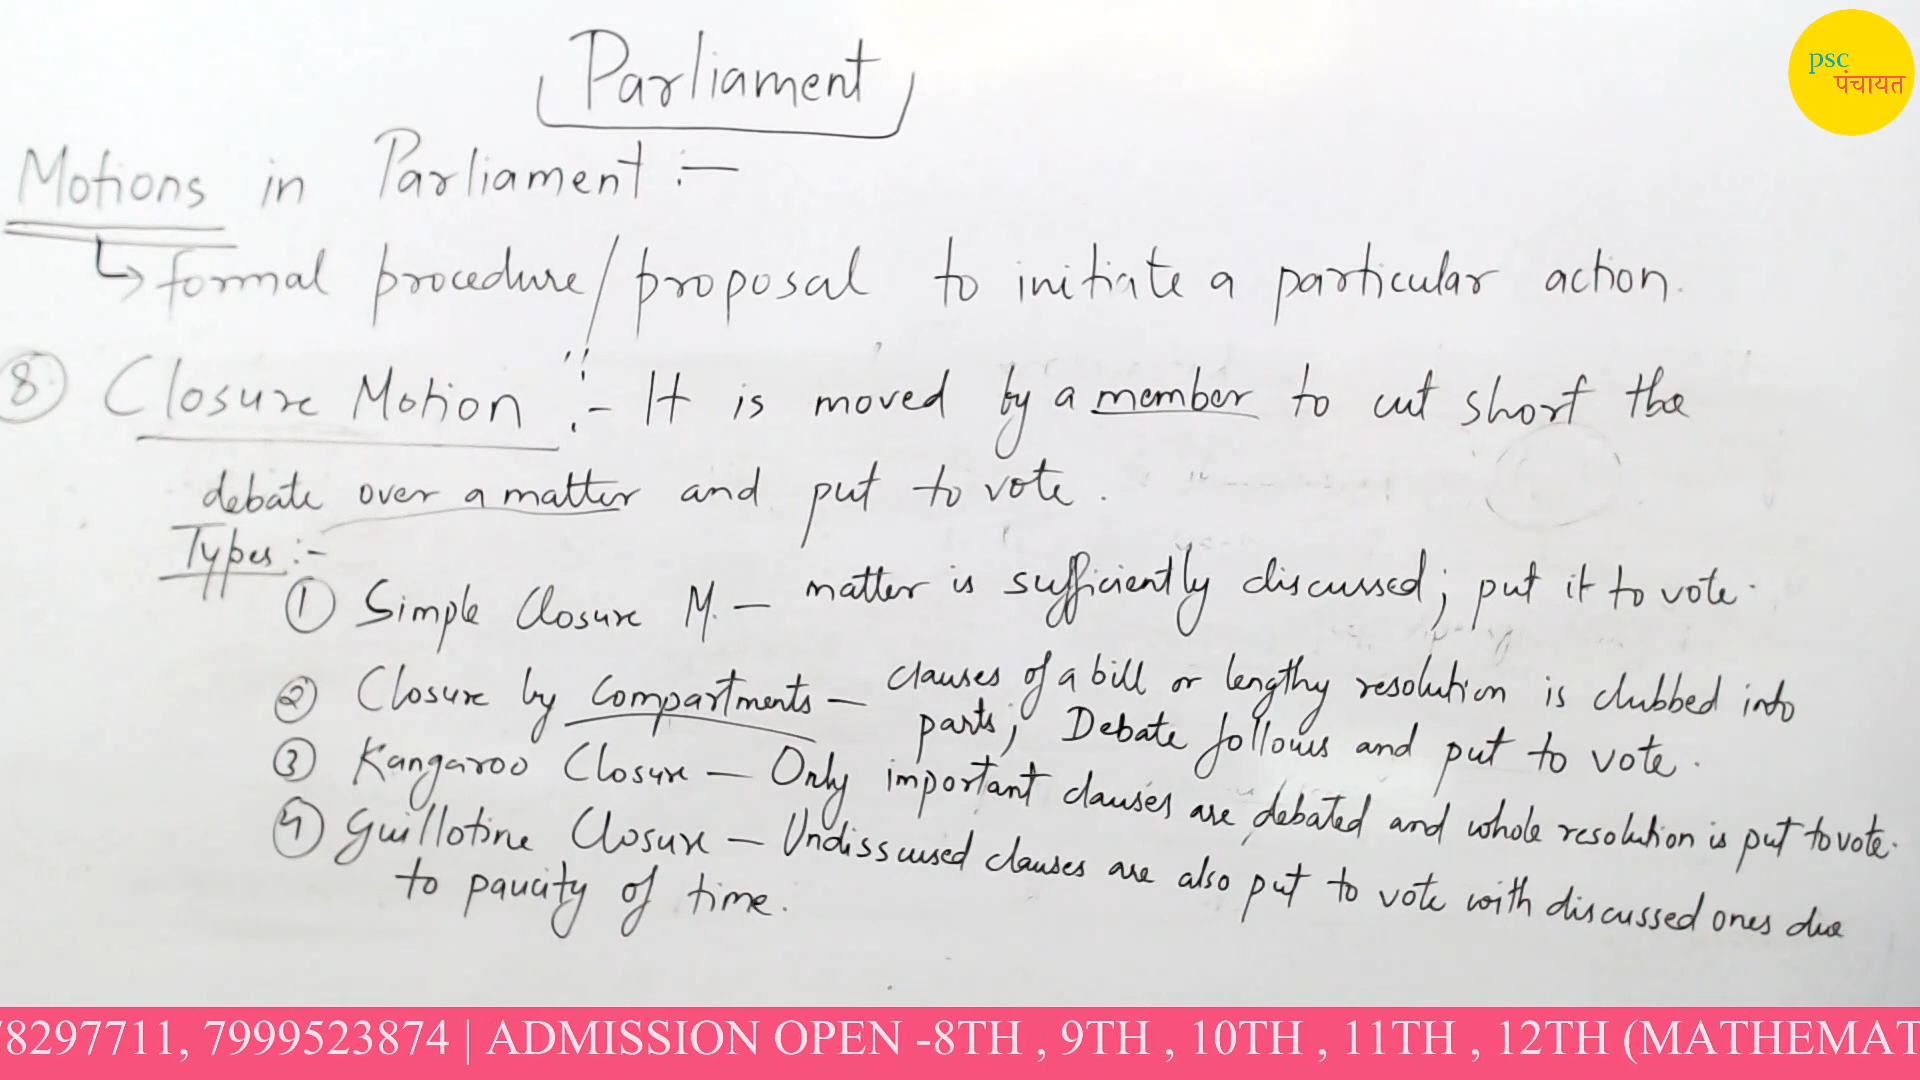 psc
पंचायत
Parliament
Motions in Parliament :-
formal procedure/proposal to initiate a particular action.
8 Closure Motion :- It is moved by a member to cut short the
debate over a matter and put to vote.
Types :-
1 Simple Closure M. - matter is sufficiently discussed; put it to vote.
2 Closure by Compartments - clauses of a bill or lengthy resolution is clubbed into
parts; Debate follows and put to vote.
3 Kangaroo Closure - Only important clauses are debated and whole resolution is put to vote.
4 Guillotine Closure - Undisscussed clauses are also put to vote with discussed ones due
to paucity of time.
78297711, 7999523874 | ADMISSION OPEN -8TH , 9TH , 10TH , 11TH , 12TH (MATHEMAT